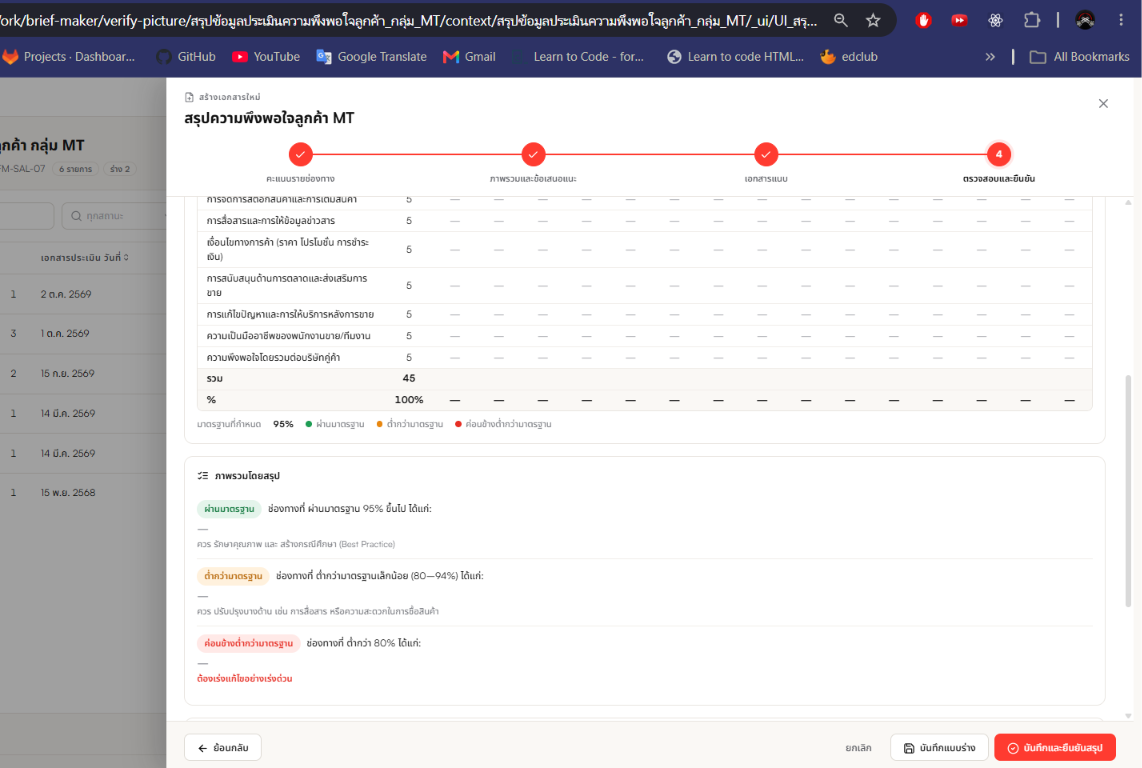 ork/brief-maker/verify-picture/สรุปข้อมูลประเมินความพึงพอใจลูกค้า_กลุ่ม_MT/context/สรุปข้อมูลประเมินความพึงพอใจลูกค้า_กลุ่ม_MT/_ui/UI_สรุ...
Projects · Dashboar... GitHub YouTube Google Translate Gmail Learn to Code - for... Learn to code HTML... edclub » All Bookmarks
สร้างเอกสารใหม่
สรุปความพึงพอใจลูกค้า MT
ลูกค้า กลุ่ม MT
FM-SAL-07 6 รายการ ร่าง 2
ทุกสถานะ
เอกสารประเมิน วันที่
1 2 ต.ค. 2569
3 1 ต.ค. 2569
2 15 ก.ย. 2569
1 14 มี.ค. 2569
1 14 มี.ค. 2569
1 15 พ.ย. 2568
4
คะแนนรายช่องทาง ภาพรวมและข้อเสนอแนะ เอกสารแนบ ตรวจสอบและยืนยัน
การจัดการสต็อกสินค้าและการเติมสินค้า 5 — — — — — — — — — — — — — — —
การสื่อสารและการให้ข้อมูลข่าวสาร 5 — — — — — — — — — — — — — — —
เงื่อนไขทางการค้า (ราคา โปรโมชั่น การชำระ
เงิน) 5 — — — — — — — — — — — — — — —
การสนับสนุนด้านการตลาดและส่งเสริมการ
ขาย 5 — — — — — — — — — — — — — — —
การแก้ไขปัญหาและการให้บริการหลังการขาย 5 — — — — — — — — — — — — — — —
ความเป็นมืออาชีพของพนักงานขาย/ทีมงาน 5 — — — — — — — — — — — — — — —
ความพึงพอใจโดยรวมต่อบริษัทคู่ค้า 5 — — — — — — — — — — — — — — —
รวม 45
% 100% — — — — — — — — — — — — — — —
มาตรฐานที่กำหนด 95% ผ่านมาตรฐาน ต่ำกว่ามาตรฐาน ค่อนข้างต่ำกว่ามาตรฐาน
ภาพรวมโดยสรุป
ผ่านมาตรฐาน ช่องทางที่ ผ่านมาตรฐาน 95% ขึ้นไป ได้แก่:
—
ควร รักษาคุณภาพ และ สร้างกรณีศึกษา (Best Practice)
ต่ำกว่ามาตรฐาน ช่องทางที่ ต่ำกว่ามาตรฐานเล็กน้อย (80—94%) ได้แก่:
—
ควร ปรับปรุงบางด้าน เช่น การสื่อสาร หรือความสะดวกในการซื้อสินค้า
ค่อนข้างต่ำกว่ามาตรฐาน ช่องทางที่ ต่ำกว่า 80% ได้แก่:
—
ต้องเร่งแก้ไขอย่างเร่งด่วน
ย้อนกลับ ยกเลิก บันทึกแบบร่าง บันทึกและยืนยันสรุป